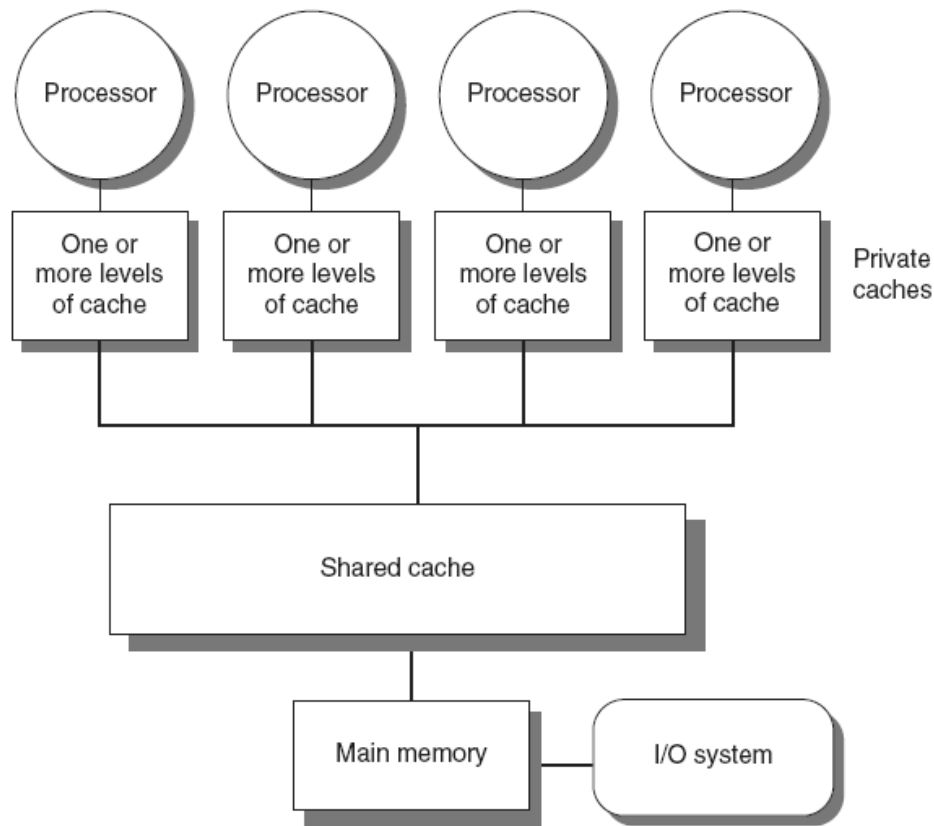 Processor
Processor
Processor
Processor
One or
more levels
of cache
One or
more levels
of cache
One or
more levels
of cache
One or
more levels
of cache
Private
caches
Shared cache
Main memory
I/O system